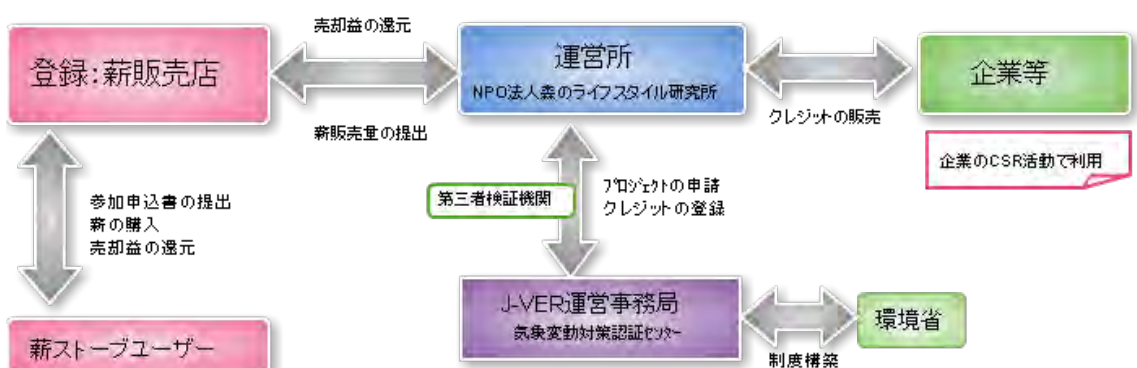 売却益の還元
登録:薪販売店
運営所
NPO法人森のライフスタイル研究所
企業等
薪販売量の提出
クレジットの販売
企業のCSR活動で利用
第三者検証機関
プロジェクトの申請
クレジットの登録
参加申込書の提出
薪の購入
売却益の還元
J-VER運営事務局
気象変動対策認証センター
環境省
薪ストーブユーザー
制度構築